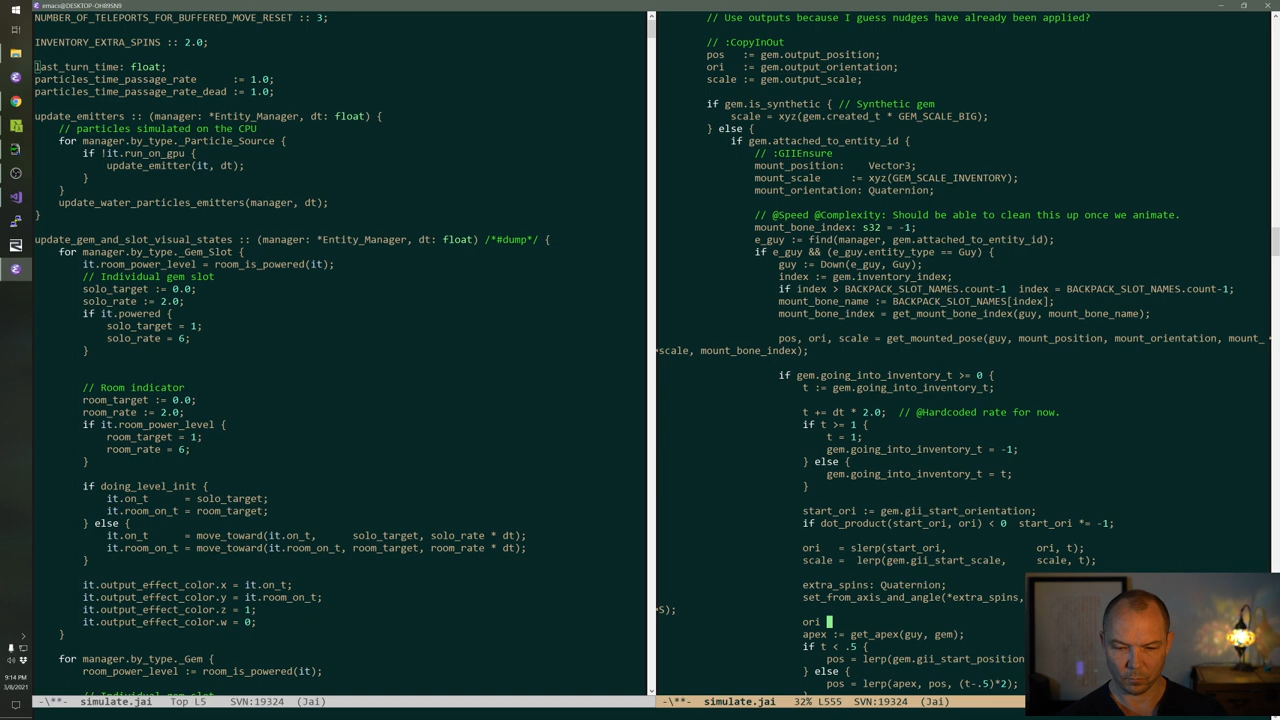 emacs@DESKTOP-OH89SN9
NUMBER_OF_TELEPORTS_FOR_BUFFERED_MOVE_RESET :: 3;
INVENTORY_EXTRA_SPINS :: 2.0;
last_turn_time: float;
particles_time_passage_rate      := 1.0;
particles_time_passage_rate_dead := 1.0;
update_emitters :: (manager: *Entity_Manager, dt: float) {
    // particles simulated on the CPU
    for manager.by_type._Particle_Source {
        if !it.run_on_gpu {
            update_emitter(it, dt);
        }
    }
    update_water_particles_emitters(manager, dt);
}
update_gem_and_slot_visual_states :: (manager: *Entity_Manager, dt: float) /*#dump*/ {
    for manager.by_type._Gem_Slot {
        it.room_power_level = room_is_powered(it);
        // Individual gem slot
        solo_target := 0.0;
        solo_rate := 2.0;
        if it.powered {
            solo_target = 1;
            solo_rate = 6;
        }
        // Room indicator
        room_target := 0.0;
        room_rate := 2.0;
        if it.room_power_level {
            room_target = 1;
            room_rate = 6;
        }
        if doing_level_init {
            it.on_t      = solo_target;
            it.room_on_t = room_target;
        } else {
            it.on_t      = move_toward(it.on_t,      solo_target, solo_rate * dt);
            it.room_on_t = move_toward(it.room_on_t, room_target, room_rate * dt);
        }
        it.output_effect_color.x = it.on_t;
        it.output_effect_color.y = it.room_on_t;
        it.output_effect_color.z = 1;
        it.output_effect_color.w = 0;
    }
    for manager.by_type._Gem {
        room_power_level := room_is_powered(it);
        // Individual gem slot
-\**-  simulate.jai   Top L5   SVN:19324  (Jai)
// Use outputs because I guess nudges have already been applied?
// :CopyInOut
pos   := gem.output_position;
ori   := gem.output_orientation;
scale := gem.output_scale;
if gem.is_synthetic { // Synthetic gem
    scale = xyz(gem.created_t * GEM_SCALE_BIG);
} else {
    if gem.attached_to_entity_id {
        // :GIIEnsure
        mount_position:    Vector3;
        mount_scale      := xyz(GEM_SCALE_INVENTORY);
        mount_orientation: Quaternion;
        // @Speed @Complexity: Should be able to clean this up once we animate.
        mount_bone_index: s32 = -1;
        e_guy := find(manager, gem.attached_to_entity_id);
        if e_guy && (e_guy.entity_type == Guy) {
            guy := Down(e_guy, Guy);
            index := gem.inventory_index;
            if index > BACKPACK_SLOT_NAMES.count-1  index = BACKPACK_SLOT_NAMES.count-1;
            mount_bone_name := BACKPACK_SLOT_NAMES[index];
            mount_bone_index = get_mount_bone_index(guy, mount_bone_name);
            pos, ori, scale = get_mounted_pose(guy, mount_position, mount_orientation, mount_
scale, mount_bone_index);
            if gem.going_into_inventory_t >= 0 {
                t := gem.going_into_inventory_t;
                t += dt * 2.0;  // @Hardcoded rate for now.
                if t >= 1 {
                    t = 1;
                    gem.going_into_inventory_t = -1;
                } else {
                    gem.going_into_inventory_t = t;
                }
                start_ori := gem.gii_start_orientation;
                if dot_product(start_ori, ori) < 0  start_ori *= -1;
                ori   = slerp(start_ori,               ori, t);
                scale =  lerp(gem.gii_start_scale,     scale, t);
                extra_spins: Quaternion;
                set_from_axis_and_angle(*extra_spins,
S);
                ori
                apex := get_apex(guy, gem);
                if t < .5 {
                    pos = lerp(gem.gii_start_position
                } else {
                    pos = lerp(apex, pos, (t-.5)*2);
-\**-  simulate.jai   32% L555  SVN:19324  (Jai)
9:14 PM
3/8/2021